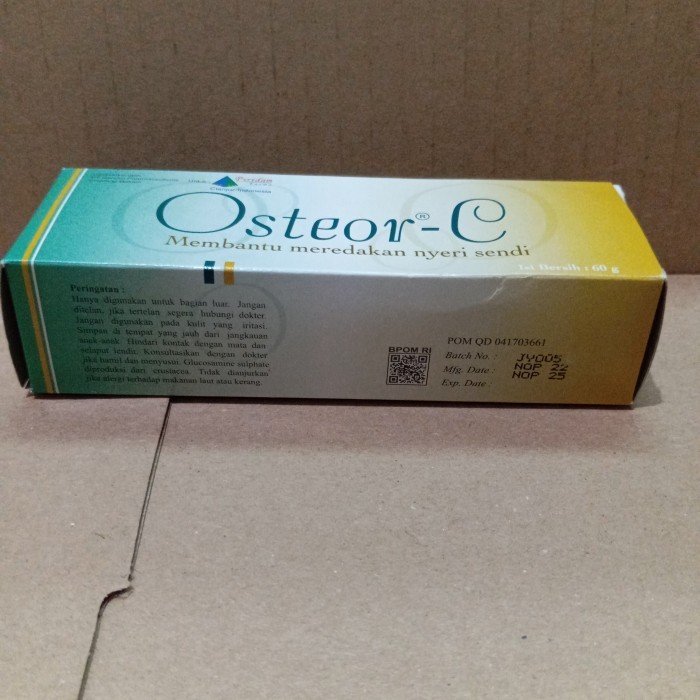 Osteor®-C
Membantu meredakan nyeri sendi
Isi Bersih : 60 g
Peringatan :
Hanya digunakan untuk bagian luar. Jangan
ditelan, jika tertelan segera hubungi dokter.
Jangan digunakan pada kulit yang iritasi.
Simpan di tempat yang jauh dari jangkauan
anak-anak. Hindari kontak dengan mata dan
selaput lendir. Konsultasikan dengan dokter
jika hamil dan menyusui. Glucosamine sulphate
diproduksi dari crustacea. Tidak dianjurkan
jika alergi terhadap makanan laut atau kerang.
BPOM RI
POM QD 041703661
Batch No. : JY005
Mfg. Date : NOP 22
Exp. Date : NOP 25